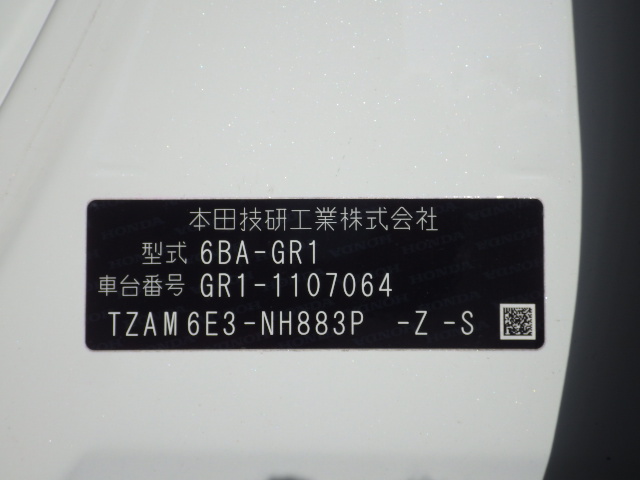 本田技研工業株式会社
型式 6BA-GR1
車台番号 GR1-1107064
TZAM6E3-NH883P -Z-S